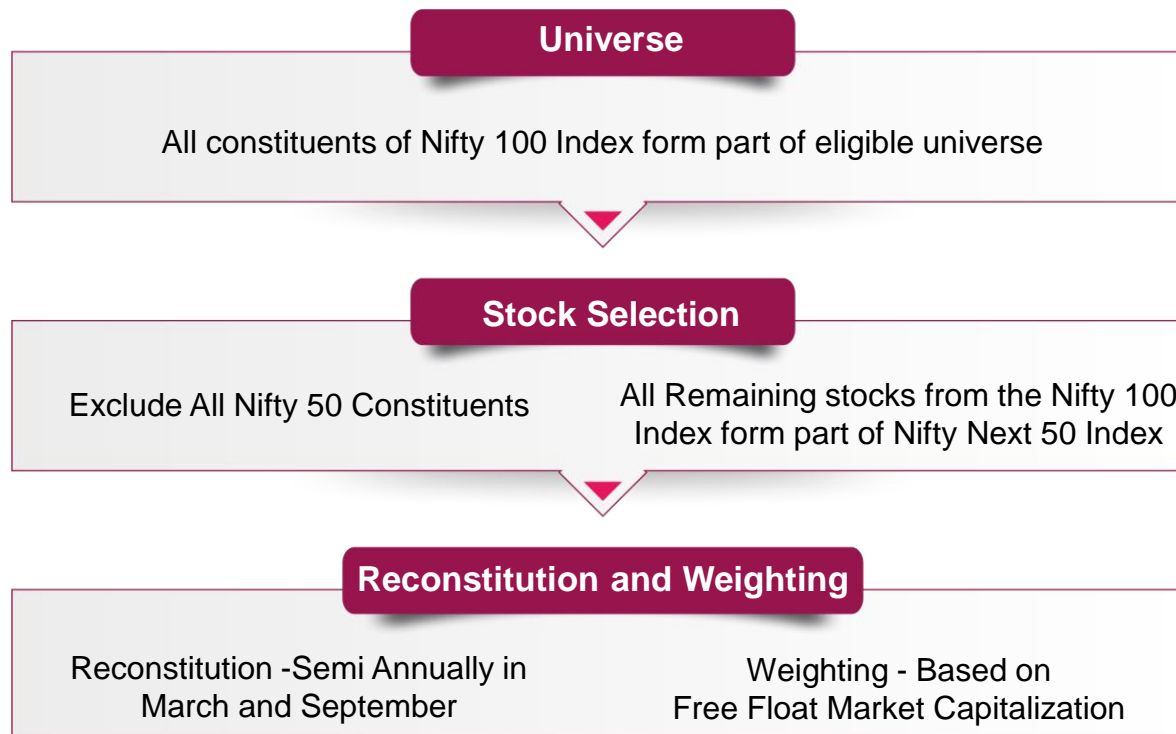 Universe
All constituents of Nifty 100 Index form part of eligible universe
Stock Selection
Exclude All Nifty 50 Constituents
All Remaining stocks from the Nifty 100
Index form part of Nifty Next 50 Index
Reconstitution and Weighting
Reconstitution -Semi Annually in
March and September
Weighting - Based on
Free Float Market Capitalization